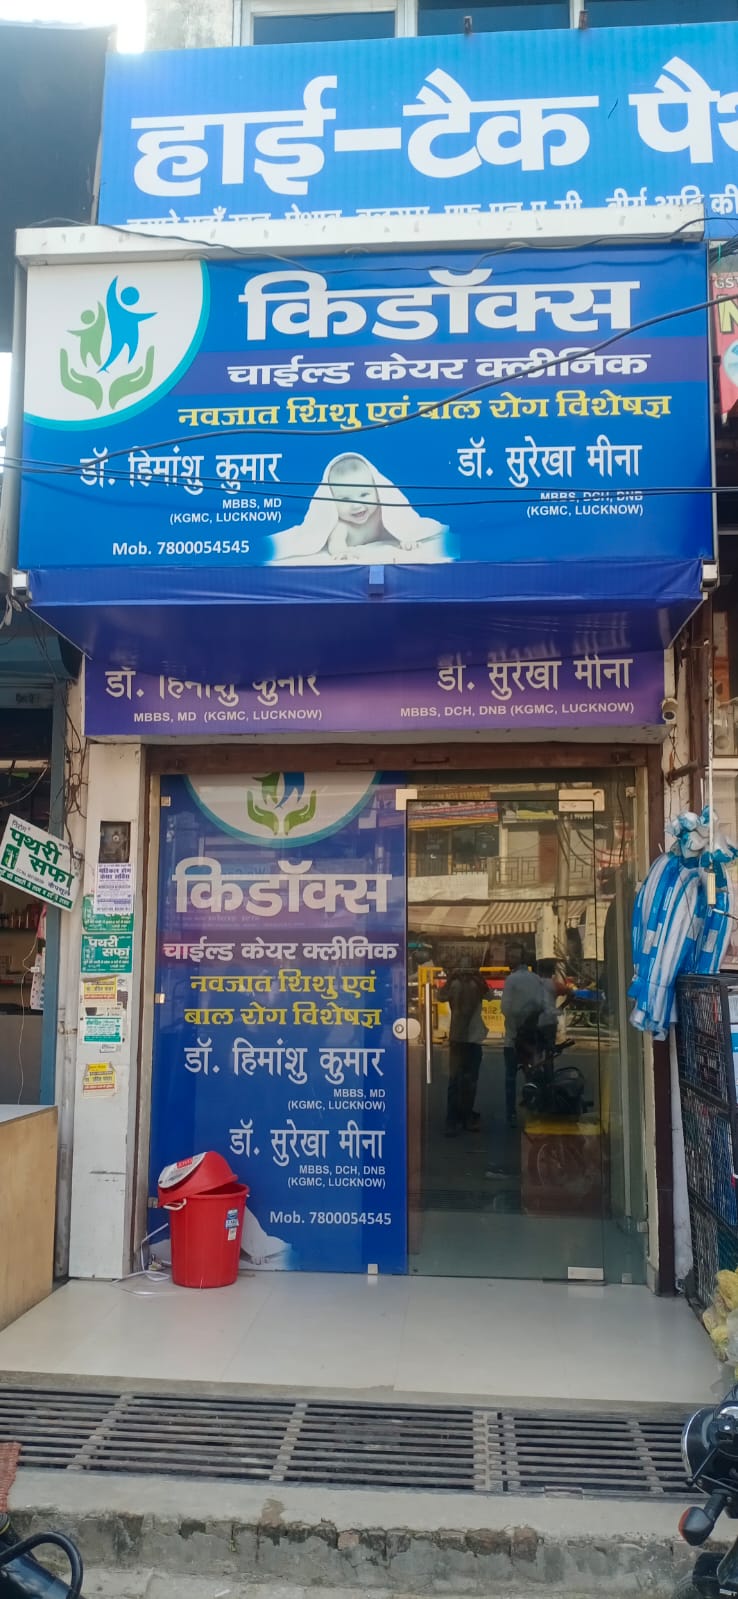 हाई-टैक
किडॉक्स
चाईल्ड केयर क्लीनिक
नवजात शिशु एवं बाल रोग विशेषज्ञ
डॉ. हिमांशु कुमार
MBBS, MD
(KGMC, LUCKNOW)
डॉ. सुरेखा मीना
MBBS, DCH, DNB
(KGMC, LUCKNOW)
Mob. 7800054545
डॉ. हिमांशु कुमार
MBBS, MD (KGMC, LUCKNOW)
डॉ. सुरेखा मीना
MBBS, DCH, DNB (KGMC, LUCKNOW)
किडॉक्स
चाईल्ड केयर क्लीनिक
नवजात शिशु एवं
बाल रोग विशेषज्ञ
डॉ. हिमांशु कुमार
MBBS, MD
(KGMC, LUCKNOW)
डॉ. सुरेखा मीना
MBBS, DCH, DNB
(KGMC, LUCKNOW)
Mob. 7800054545
पथरी
सफा
पथरी
सफा